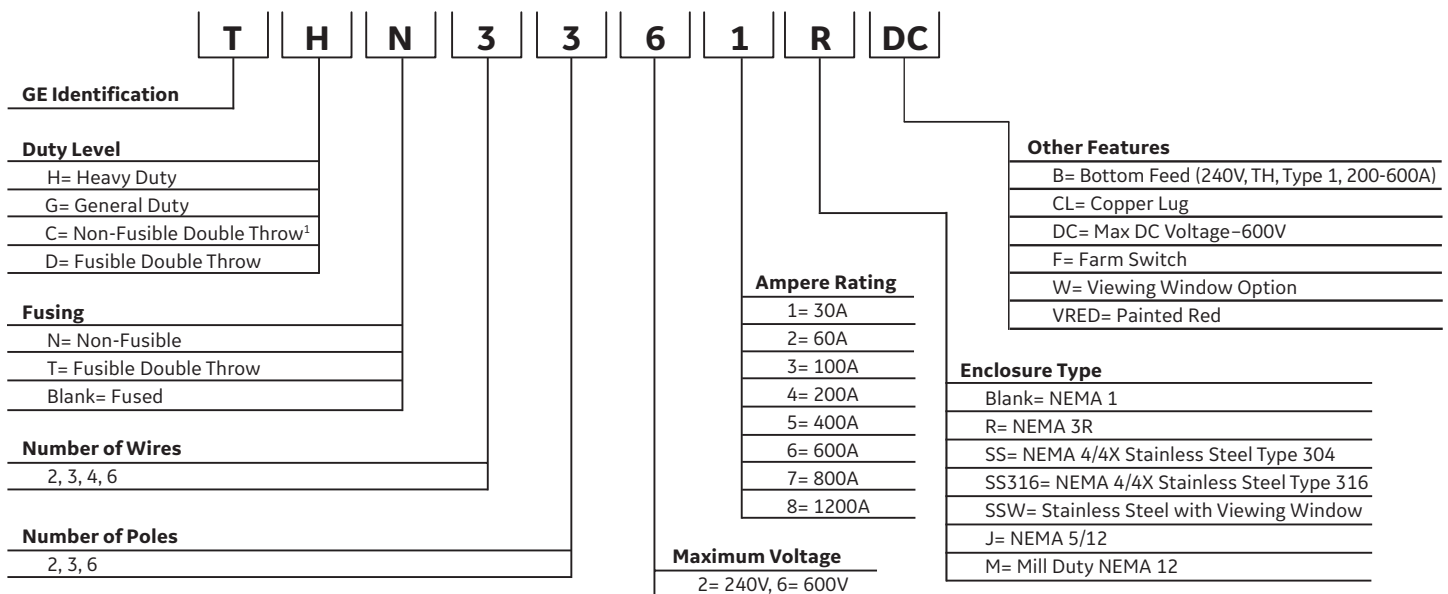 T H N 3 3 6 1 R DC
GE Identification
Duty Level
H= Heavy Duty
G= General Duty
C= Non-Fusible Double Throw¹
D= Fusible Double Throw
Fusing
N= Non-Fusible
T= Fusible Double Throw
Blank= Fused
Number of Wires
2, 3, 4, 6
Number of Poles
2, 3, 6
Maximum Voltage
2= 240V, 6= 600V
Ampere Rating
1= 30A
2= 60A
3= 100A
4= 200A
5= 400A
6= 600A
7= 800A
8= 1200A
Enclosure Type
Blank= NEMA 1
R= NEMA 3R
SS= NEMA 4/4X Stainless Steel Type 304
SS316= NEMA 4/4X Stainless Steel Type 316
SSW= Stainless Steel with Viewing Window
J= NEMA 5/12
M= Mill Duty NEMA 12
Other Features
B= Bottom Feed (240V, TH, Type 1, 200-600A)
CL= Copper Lug
DC= Max DC Voltage–600V
F= Farm Switch
W= Viewing Window Option
VRED= Painted Red